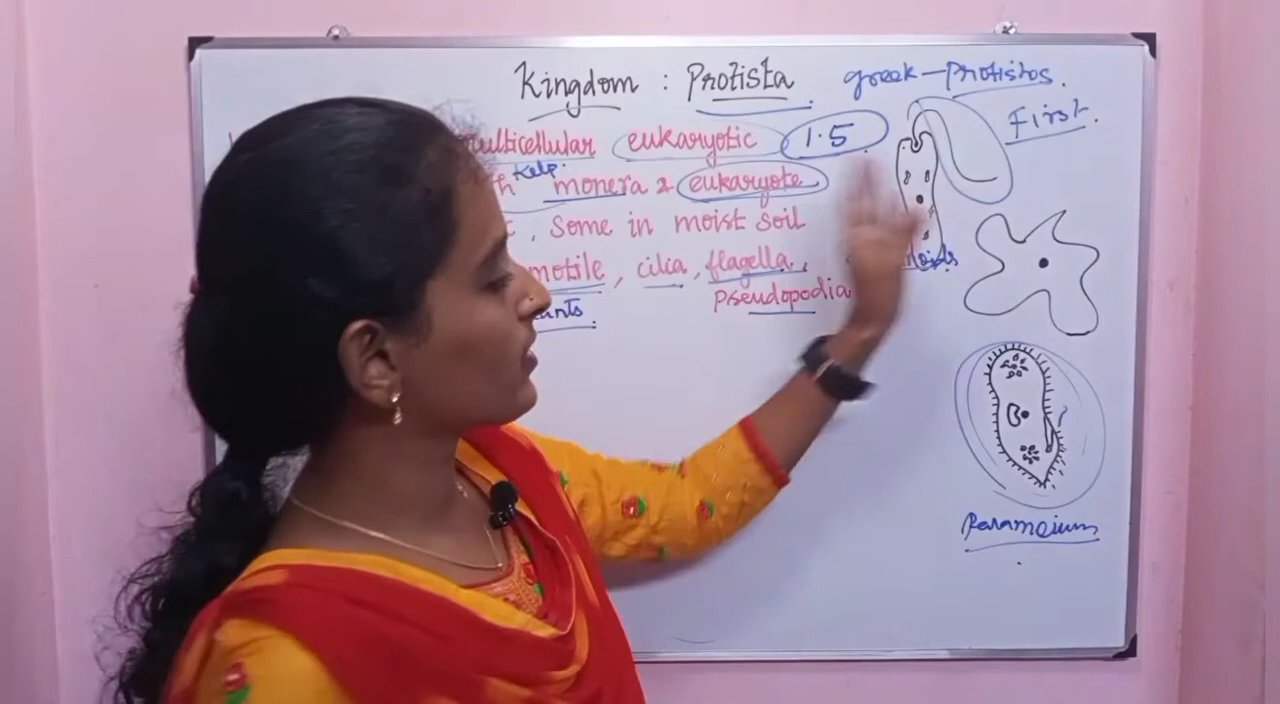 Kingdom : Protista greek - Protistos.
First.
multicellular eukaryotic 1.5
Kelp.
monera & eukaryote
, Some in moist Soil
motile, cilia, flagella,
Pseudopodia
Parameium